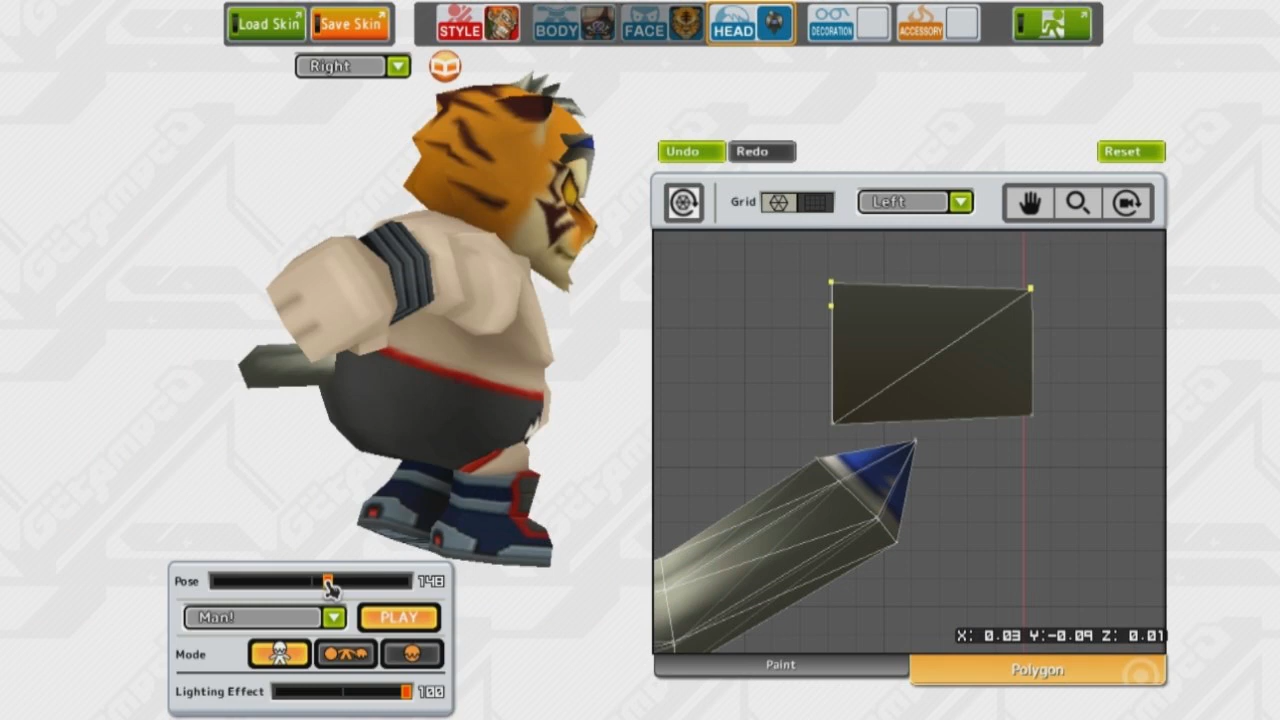 Load Skin
Save Skin
STYLE
BODY
FACE
HEAD
DECORATION
ACCESSORY
Right
Undo
Redo
Reset
Grid
Left
X: 0.03 Y:-0.09 Z: 0.01
Paint
Polygon
Pose
148
Man!
PLAY
Mode
Lighting Effect
100